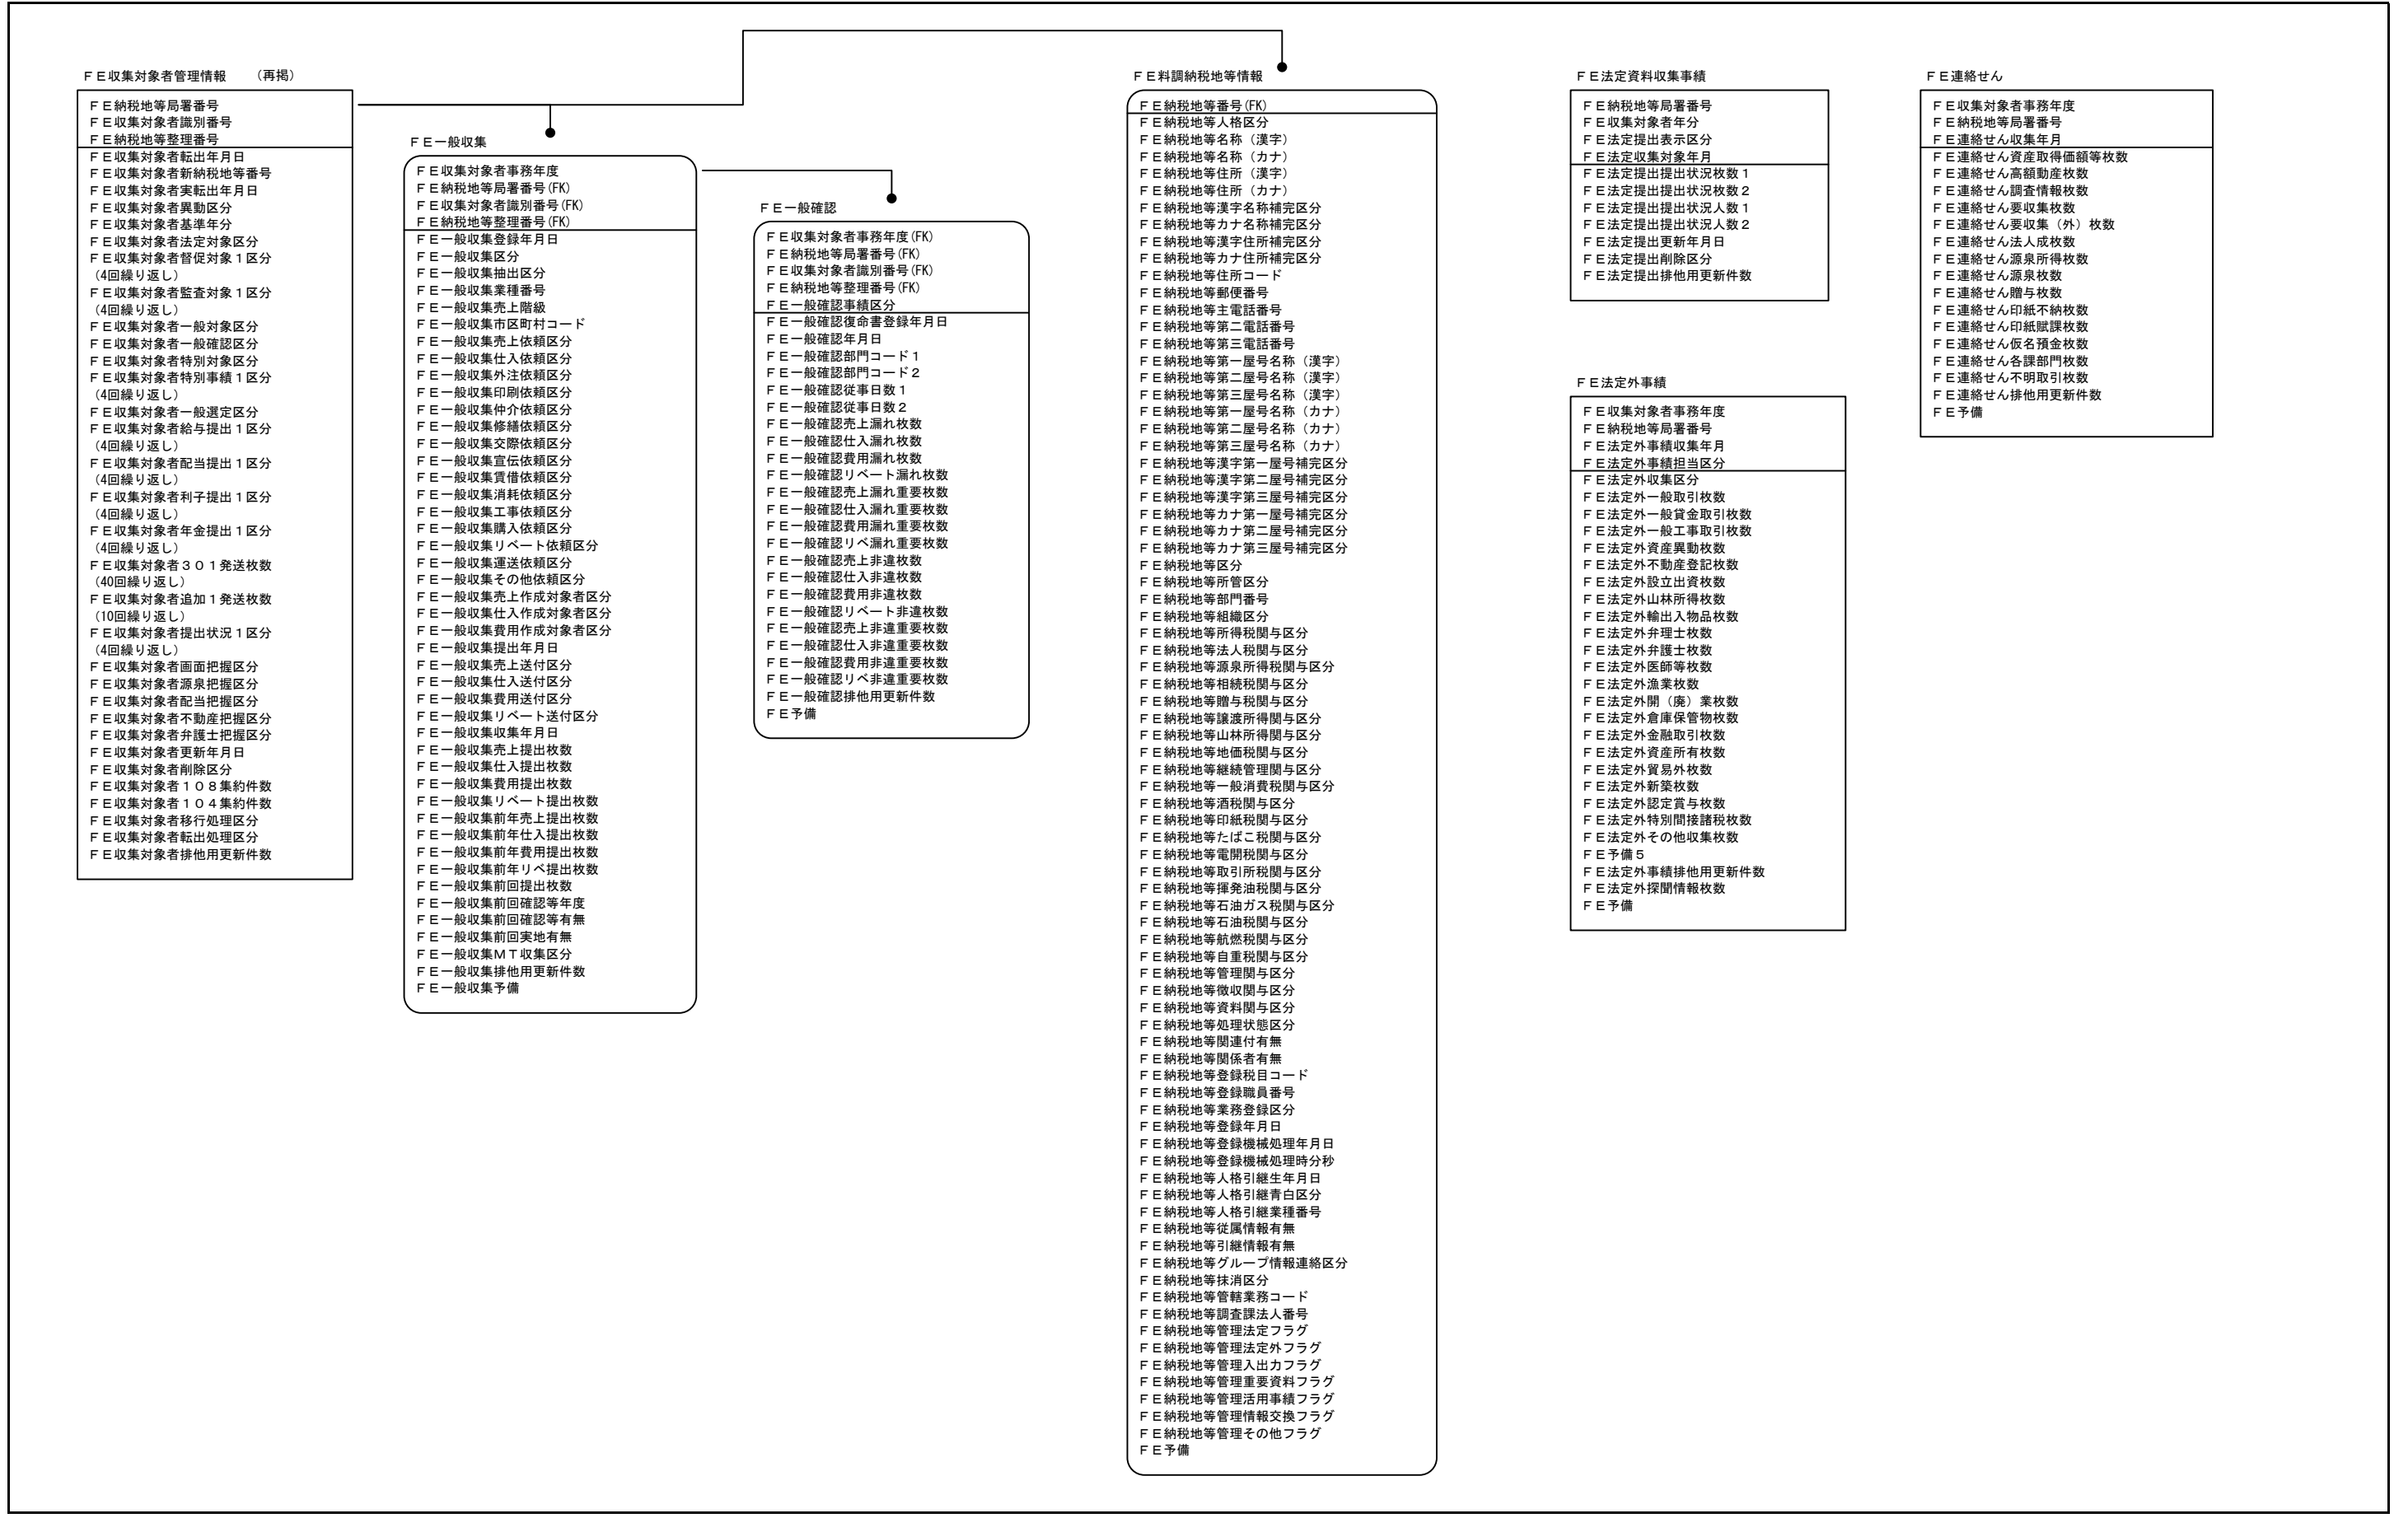 ＦＥ収集対象者管理情報　　（再掲）
ＦＥ納税地等局署番号
ＦＥ収集対象者識別番号
ＦＥ納税地等整理番号
ＦＥ収集対象者転出年月日
ＦＥ収集対象者新納税地等番号
ＦＥ収集対象者実転出年月日
ＦＥ収集対象者異動区分
ＦＥ収集対象者基準年分
ＦＥ収集対象者法定対象区分
ＦＥ収集対象者督促対象１区分
（4回繰り返し）
ＦＥ収集対象者監査対象１区分
（4回繰り返し）
ＦＥ収集対象者一般対象区分
ＦＥ収集対象者一般確認区分
ＦＥ収集対象者特別対象区分
ＦＥ収集対象者特別事績１区分
（4回繰り返し）
ＦＥ収集対象者一般選定区分
ＦＥ収集対象者給与提出１区分
（4回繰り返し）
ＦＥ収集対象者配当提出１区分
（4回繰り返し）
ＦＥ収集対象者利子提出１区分
（4回繰り返し）
ＦＥ収集対象者年金提出１区分
（4回繰り返し）
ＦＥ収集対象者３０１発送枚数
（40回繰り返し）
ＦＥ収集対象者追加１発送枚数
（10回繰り返し）
ＦＥ収集対象者提出状況１区分
（4回繰り返し）
ＦＥ収集対象者画面把握区分
ＦＥ収集対象者源泉把握区分
ＦＥ収集対象者配当把握区分
ＦＥ収集対象者不動産把握区分
ＦＥ収集対象者弁護士把握区分
ＦＥ収集対象者更新年月日
ＦＥ収集対象者削除区分
ＦＥ収集対象者１０８集約件数
ＦＥ収集対象者１０４集約件数
ＦＥ収集対象者移行処理区分
ＦＥ収集対象者転出処理区分
ＦＥ収集対象者排他用更新件数
ＦＥ一般収集
ＦＥ収集対象者事務年度
ＦＥ納税地等局署番号(FK)
ＦＥ収集対象者識別番号(FK)
ＦＥ納税地等整理番号(FK)
ＦＥ一般収集登録年月日
ＦＥ一般収集区分
ＦＥ一般収集抽出区分
ＦＥ一般収集業種番号
ＦＥ一般収集売上階級
ＦＥ一般収集市区町村コード
ＦＥ一般収集売上依頼区分
ＦＥ一般収集仕入依頼区分
ＦＥ一般収集外注依頼区分
ＦＥ一般収集印刷依頼区分
ＦＥ一般収集仲介依頼区分
ＦＥ一般収集修繕依頼区分
ＦＥ一般収集交際依頼区分
ＦＥ一般収集宣伝依頼区分
ＦＥ一般収集賃借依頼区分
ＦＥ一般収集消耗依頼区分
ＦＥ一般収集工事依頼区分
ＦＥ一般収集購入依頼区分
ＦＥ一般収集リベート依頼区分
ＦＥ一般収集運送依頼区分
ＦＥ一般収集その他依頼区分
ＦＥ一般収集売上作成対象者区分
ＦＥ一般収集仕入作成対象者区分
ＦＥ一般収集費用作成対象者区分
ＦＥ一般収集提出年月日
ＦＥ一般収集売上送付区分
ＦＥ一般収集仕入送付区分
ＦＥ一般収集費用送付区分
ＦＥ一般収集リベート送付区分
ＦＥ一般収集収集年月日
ＦＥ一般収集売上提出枚数
ＦＥ一般収集仕入提出枚数
ＦＥ一般収集費用提出枚数
ＦＥ一般収集リベート提出枚数
ＦＥ一般収集前年売上提出枚数
ＦＥ一般収集前年仕入提出枚数
ＦＥ一般収集前年費用提出枚数
ＦＥ一般収集前年リベ提出枚数
ＦＥ一般収集前回提出枚数
ＦＥ一般収集前回確認等年度
ＦＥ一般収集前回確認等有無
ＦＥ一般収集前回実地有無
ＦＥ一般収集ＭＴ収集区分
ＦＥ一般収集排他用更新件数
ＦＥ一般収集予備
ＦＥ一般確認
ＦＥ収集対象者事務年度(FK)
ＦＥ納税地等局署番号(FK)
ＦＥ収集対象者識別番号(FK)
ＦＥ納税地等整理番号(FK)
ＦＥ一般確認事績区分
ＦＥ一般確認復命書登録年月日
ＦＥ一般確認年月日
ＦＥ一般確認部門コード１
ＦＥ一般確認部門コード２
ＦＥ一般確認従事日数１
ＦＥ一般確認従事日数２
ＦＥ一般確認売上漏れ枚数
ＦＥ一般確認仕入漏れ枚数
ＦＥ一般確認費用漏れ枚数
ＦＥ一般確認リベート漏れ枚数
ＦＥ一般確認売上漏れ重要枚数
ＦＥ一般確認仕入漏れ重要枚数
ＦＥ一般確認費用漏れ重要枚数
ＦＥ一般確認リベ漏れ重要枚数
ＦＥ一般確認売上非違枚数
ＦＥ一般確認仕入非違枚数
ＦＥ一般確認費用非違枚数
ＦＥ一般確認リベート非違枚数
ＦＥ一般確認売上非違重要枚数
ＦＥ一般確認仕入非違重要枚数
ＦＥ一般確認費用非違重要枚数
ＦＥ一般確認リベ非違重要枚数
ＦＥ一般確認排他用更新件数
ＦＥ予備
ＦＥ料調納税地等情報
ＦＥ納税地等番号(FK)
ＦＥ納税地等人格区分
ＦＥ納税地等名称（漢字）
ＦＥ納税地等名称（カナ）
ＦＥ納税地等住所（漢字）
ＦＥ納税地等住所（カナ）
ＦＥ納税地等漢字名称補完区分
ＦＥ納税地等カナ名称補完区分
ＦＥ納税地等漢字住所補完区分
ＦＥ納税地等カナ住所補完区分
ＦＥ納税地等住所コード
ＦＥ納税地等郵便番号
ＦＥ納税地等主電話番号
ＦＥ納税地等第二電話番号
ＦＥ納税地等第三電話番号
ＦＥ納税地等第一屋号名称（漢字）
ＦＥ納税地等第二屋号名称（漢字）
ＦＥ納税地等第三屋号名称（漢字）
ＦＥ納税地等第一屋号名称（カナ）
ＦＥ納税地等第二屋号名称（カナ）
ＦＥ納税地等第三屋号名称（カナ）
ＦＥ納税地等漢字第一屋号補完区分
ＦＥ納税地等漢字第二屋号補完区分
ＦＥ納税地等漢字第三屋号補完区分
ＦＥ納税地等カナ第一屋号補完区分
ＦＥ納税地等カナ第二屋号補完区分
ＦＥ納税地等カナ第三屋号補完区分
ＦＥ納税地等区分
ＦＥ納税地等所管区分
ＦＥ納税地等部門番号
ＦＥ納税地等組織区分
ＦＥ納税地等所得税関与区分
ＦＥ納税地等法人税関与区分
ＦＥ納税地等源泉所得税関与区分
ＦＥ納税地等相続税関与区分
ＦＥ納税地等贈与税関与区分
ＦＥ納税地等譲渡所得関与区分
ＦＥ納税地等山林所得関与区分
ＦＥ納税地等地価税関与区分
ＦＥ納税地等継続管理関与区分
ＦＥ納税地等一般消費税関与区分
ＦＥ納税地等酒税関与区分
ＦＥ納税地等印紙税関与区分
ＦＥ納税地等たばこ税関与区分
ＦＥ納税地等電開税関与区分
ＦＥ納税地等取引所税関与区分
ＦＥ納税地等揮発油税関与区分
ＦＥ納税地等石油ガス税関与区分
ＦＥ納税地等石油税関与区分
ＦＥ納税地等航燃税関与区分
ＦＥ納税地等自重税関与区分
ＦＥ納税地等管理関与区分
ＦＥ納税地等徴収関与区分
ＦＥ納税地等資料関与区分
ＦＥ納税地等処理状態区分
ＦＥ納税地等関連付有無
ＦＥ納税地等関係者有無
ＦＥ納税地等登録税目コード
ＦＥ納税地等登録職員番号
ＦＥ納税地等業務登録区分
ＦＥ納税地等登録年月日
ＦＥ納税地等登録機械処理年月日
ＦＥ納税地等登録機械処理時分秒
ＦＥ納税地等人格引継生年月日
ＦＥ納税地等人格引継青白区分
ＦＥ納税地等人格引継業種番号
ＦＥ納税地等従属情報有無
ＦＥ納税地等引継情報有無
ＦＥ納税地等グループ情報連絡区分
ＦＥ納税地等抹消区分
ＦＥ納税地等管轄業務コード
ＦＥ納税地等調査課法人番号
ＦＥ納税地等管理法定フラグ
ＦＥ納税地等管理法定外フラグ
ＦＥ納税地等管理入出力フラグ
ＦＥ納税地等管理重要資料フラグ
ＦＥ納税地等管理活用事績フラグ
ＦＥ納税地等管理情報交換フラグ
ＦＥ納税地等管理その他フラグ
ＦＥ予備
ＦＥ法定資料収集事績
ＦＥ納税地等局署番号
ＦＥ収集対象者年分
ＦＥ法定提出表示区分
ＦＥ法定収集対象年月
ＦＥ法定提出提出状況枚数１
ＦＥ法定提出提出状況枚数２
ＦＥ法定提出提出状況人数１
ＦＥ法定提出提出状況人数２
ＦＥ法定提出更新年月日
ＦＥ法定提出削除区分
ＦＥ法定提出排他用更新件数
ＦＥ法定外事績
ＦＥ収集対象者事務年度
ＦＥ納税地等局署番号
ＦＥ法定外事績収集年月
ＦＥ法定外事績担当区分
ＦＥ法定外収集区分
ＦＥ法定外一般取引枚数
ＦＥ法定外一般貸金取引枚数
ＦＥ法定外一般工事取引枚数
ＦＥ法定外資産異動枚数
ＦＥ法定外不動産登記枚数
ＦＥ法定外設立出資枚数
ＦＥ法定外山林所得枚数
ＦＥ法定外輸出入物品枚数
ＦＥ法定外弁理士枚数
ＦＥ法定外弁護士枚数
ＦＥ法定外医師等枚数
ＦＥ法定外漁業枚数
ＦＥ法定外開（廃）業枚数
ＦＥ法定外倉庫保管物枚数
ＦＥ法定外金融取引枚数
ＦＥ法定外資産所有枚数
ＦＥ法定外貿易外枚数
ＦＥ法定外新築枚数
ＦＥ法定外認定賞与枚数
ＦＥ法定外特別間接諸税枚数
ＦＥ法定外その他収集枚数
ＦＥ予備５
ＦＥ法定外事績排他用更新件数
ＦＥ法定外探聞情報枚数
ＦＥ予備
ＦＥ連絡せん
ＦＥ収集対象者事務年度
ＦＥ納税地等局署番号
ＦＥ連絡せん収集年月
ＦＥ連絡せん資産取得価額等枚数
ＦＥ連絡せん高額動産枚数
ＦＥ連絡せん調査情報枚数
ＦＥ連絡せん要収集枚数
ＦＥ連絡せん要収集（外）枚数
ＦＥ連絡せん法人成枚数
ＦＥ連絡せん源泉所得枚数
ＦＥ連絡せん源泉枚数
ＦＥ連絡せん贈与枚数
ＦＥ連絡せん印紙不納枚数
ＦＥ連絡せん印紙賦課枚数
ＦＥ連絡せん仮名預金枚数
ＦＥ連絡せん各課部門枚数
ＦＥ連絡せん不明取引枚数
ＦＥ連絡せん排他用更新件数
ＦＥ予備